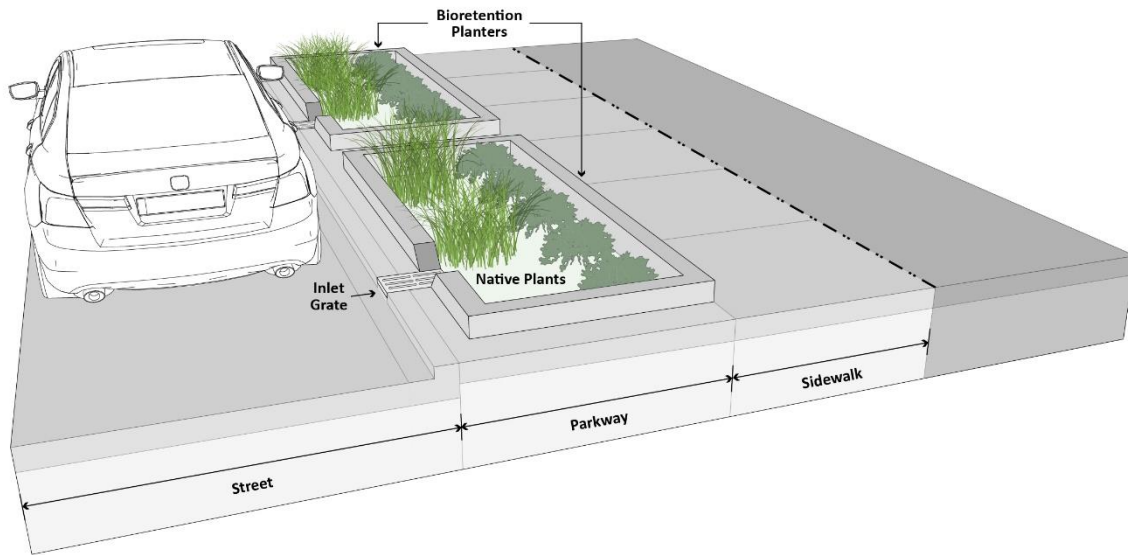 Bioretention
Planters
Native Plants
Inlet
Grate
Street
Parkway
Sidewalk